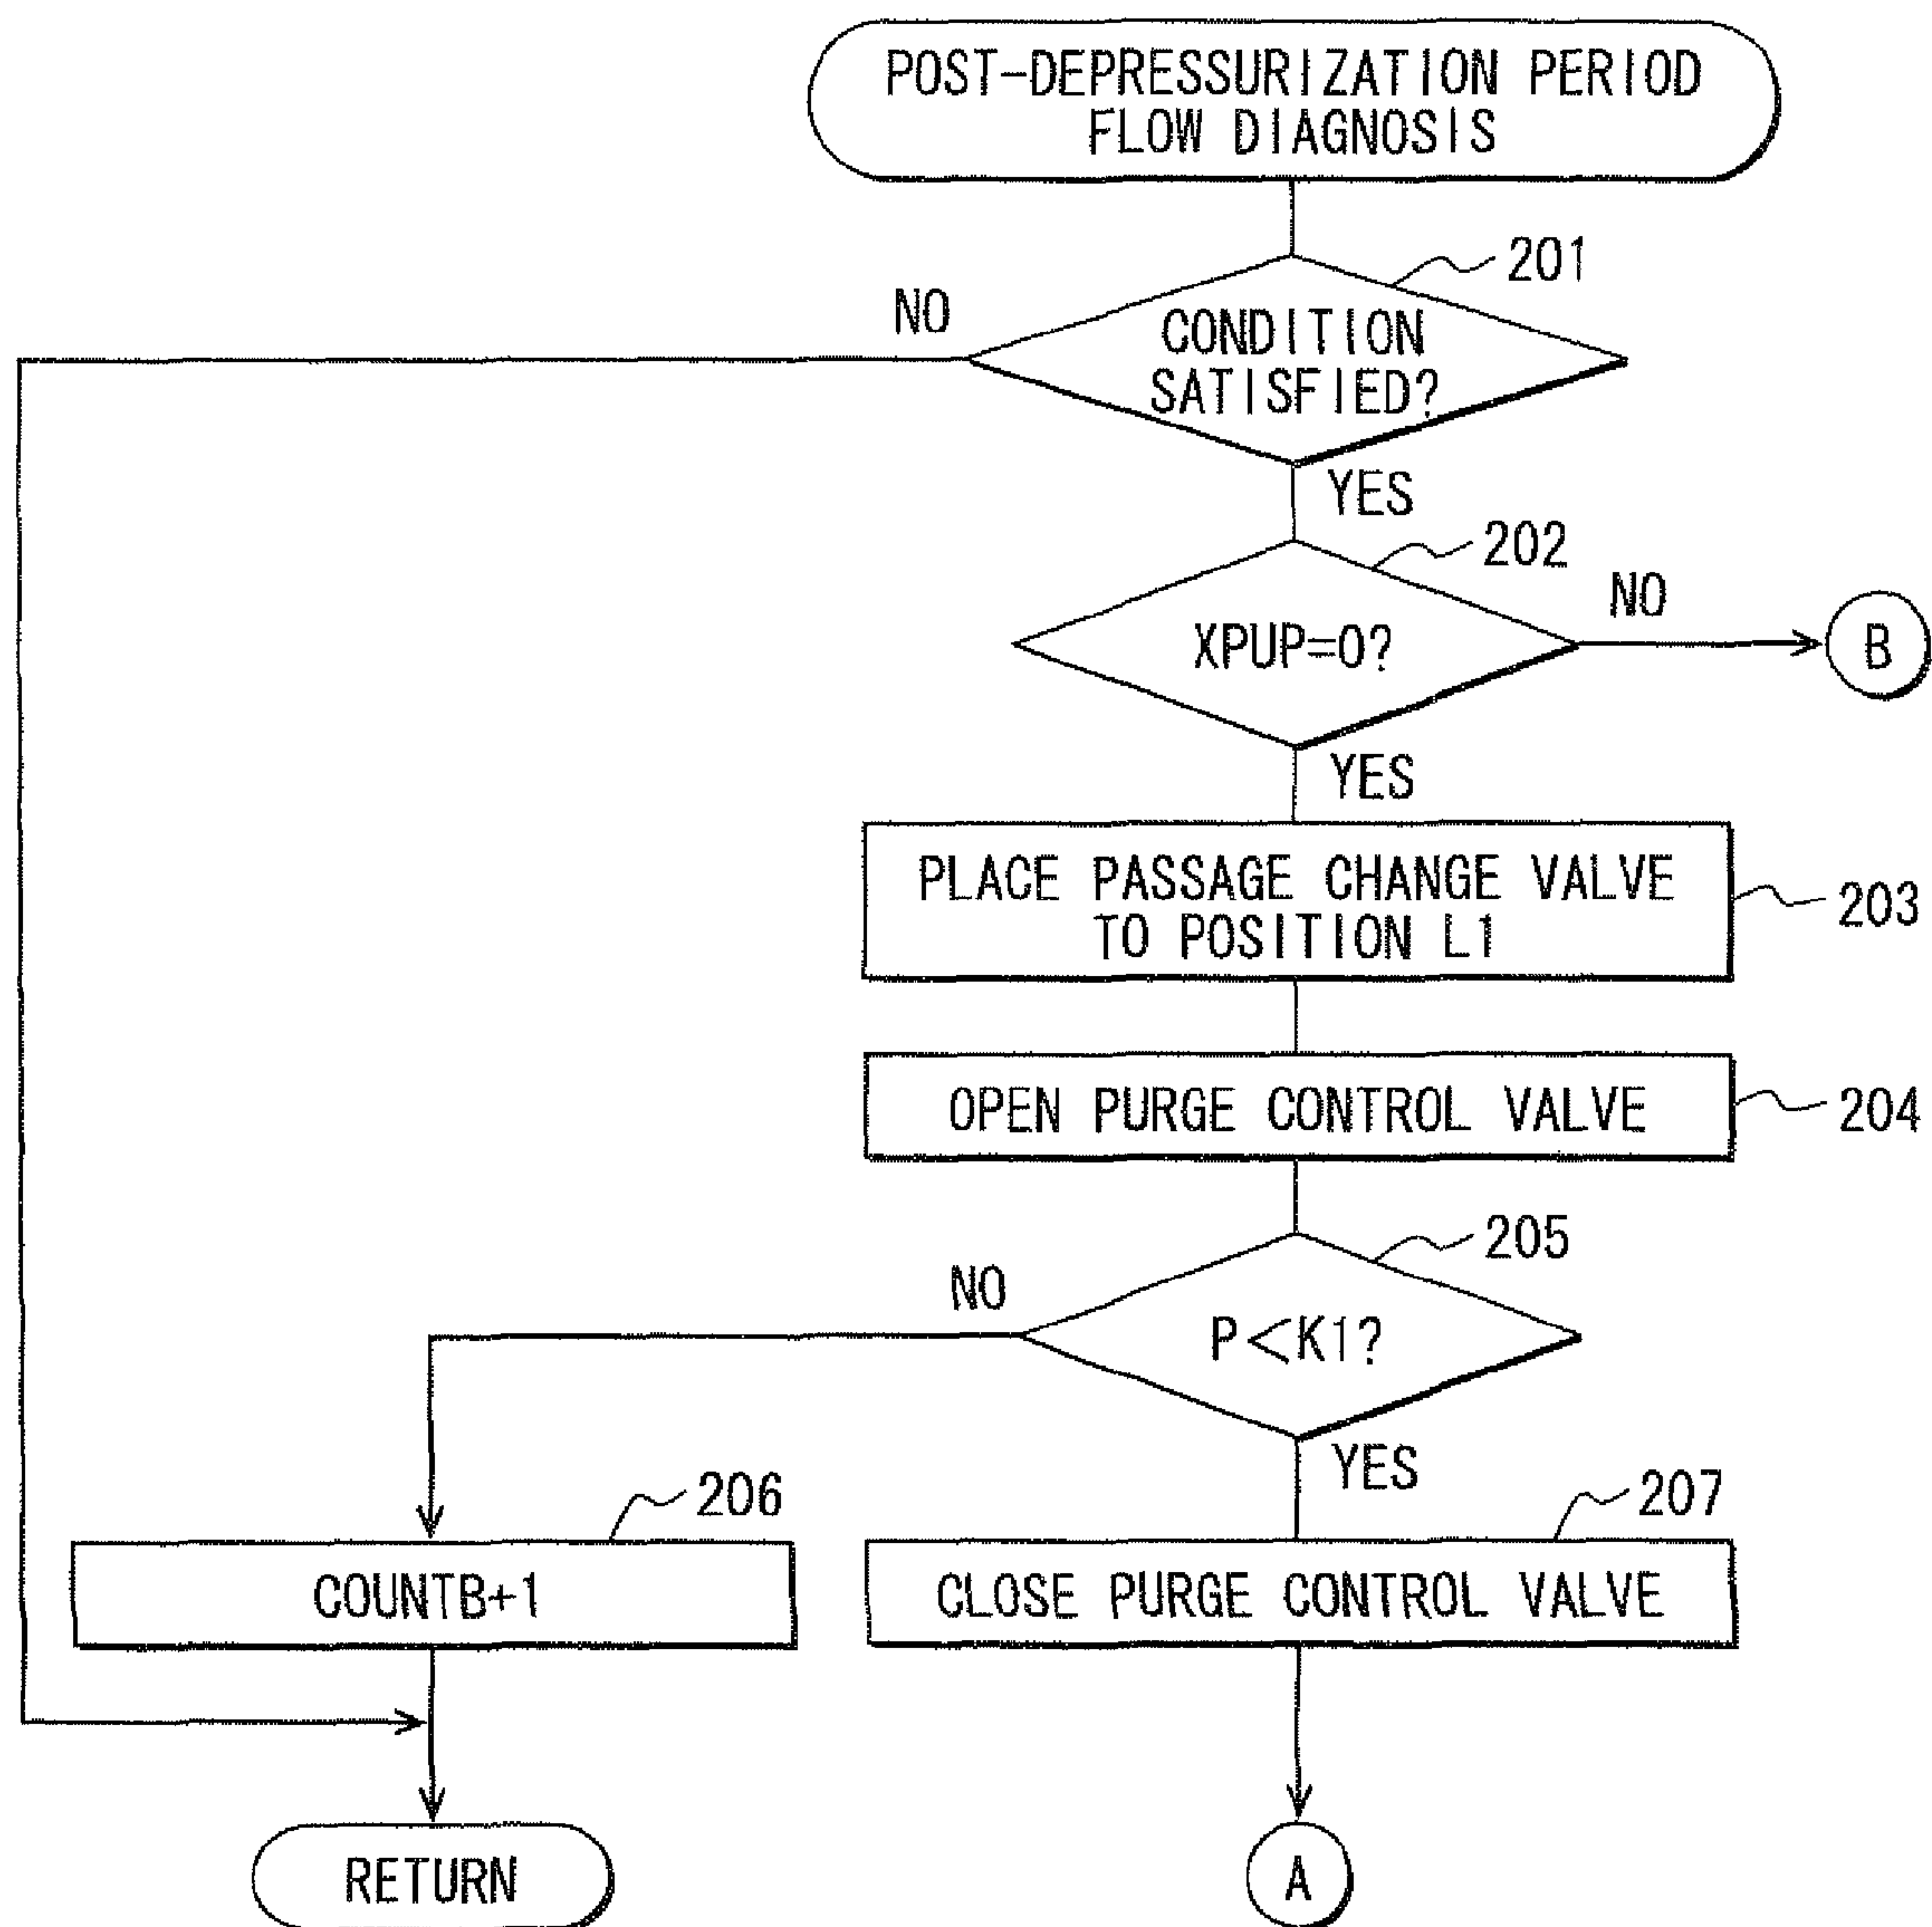 POST-DEPRESSURIZATION PERIOD
FLOW DIAGNOSIS
201
NO
CONDITION
SATISFIED?
YES
202
NO
XPUP=0?
B
YES
PLACE PASSAGE CHANGE VALVE
TO POSITION L1
203
OPEN PURGE CONTROL VALVE
204
205
NO
P<K1?
YES
206
207
COUNTB+1
CLOSE PURGE CONTROL VALVE
RETURN
A